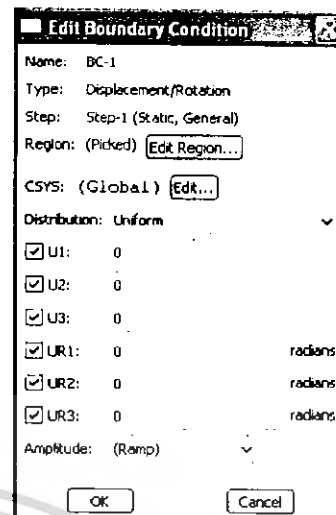 Edit Boundary Condition
Name: BC-1
Type: Displacement/Rotation
Step: Step-1 (Static, General)
Region: (Picked) Edit Region...
CSYS: (Global) Edit...
Distribution: Uniform
U1: 0
U2: 0
U3: 0
UR1: 0 radians
UR2: 0 radians
UR3: 0 radians
Amplitude: (Ramp)
OK Cancel